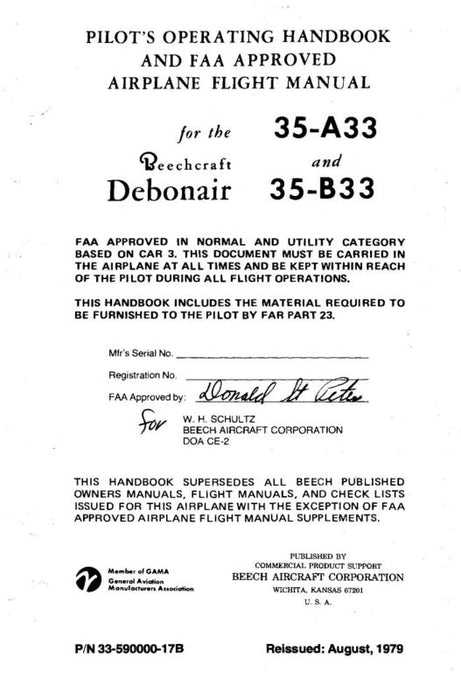 PILOT'S OPERATING HANDBOOK
AND FAA APPROVED
AIRPLANE FLIGHT MANUAL
for the 35-A33
Beechcraft and
Debonair 35-B33
FAA APPROVED IN NORMAL AND UTILITY CATEGORY
BASED ON CAR 3. THIS DOCUMENT MUST BE CARRIED IN
THE AIRPLANE AT ALL TIMES AND BE KEPT WITHIN REACH
OF THE PILOT DURING ALL FLIGHT OPERATIONS.
THIS HANDBOOK INCLUDES THE MATERIAL REQUIRED TO
BE FURNISHED TO THE PILOT BY FAR PART 23.
Mfr's Serial No.
Registration No.
FAA Approved by: Donald St Peter
for W. H. SCHULTZ
BEECH AIRCRAFT CORPORATION
DOA CE-2
THIS HANDBOOK SUPERSEDES ALL BEECH PUBLISHED
OWNERS MANUALS, FLIGHT MANUALS, AND CHECK LISTS
ISSUED FOR THIS AIRPLANE WITH THE EXCEPTION OF FAA
APPROVED AIRPLANE FLIGHT MANUAL SUPPLEMENTS.
Member of GAMA
General Aviation
Manufacturers Association
PUBLISHED BY
COMMERCIAL PRODUCT SUPPORT
BEECH AIRCRAFT CORPORATION
WICHITA, KANSAS 67201
U. S. A.
P/N 33-590000-17B Reissued: August, 1979